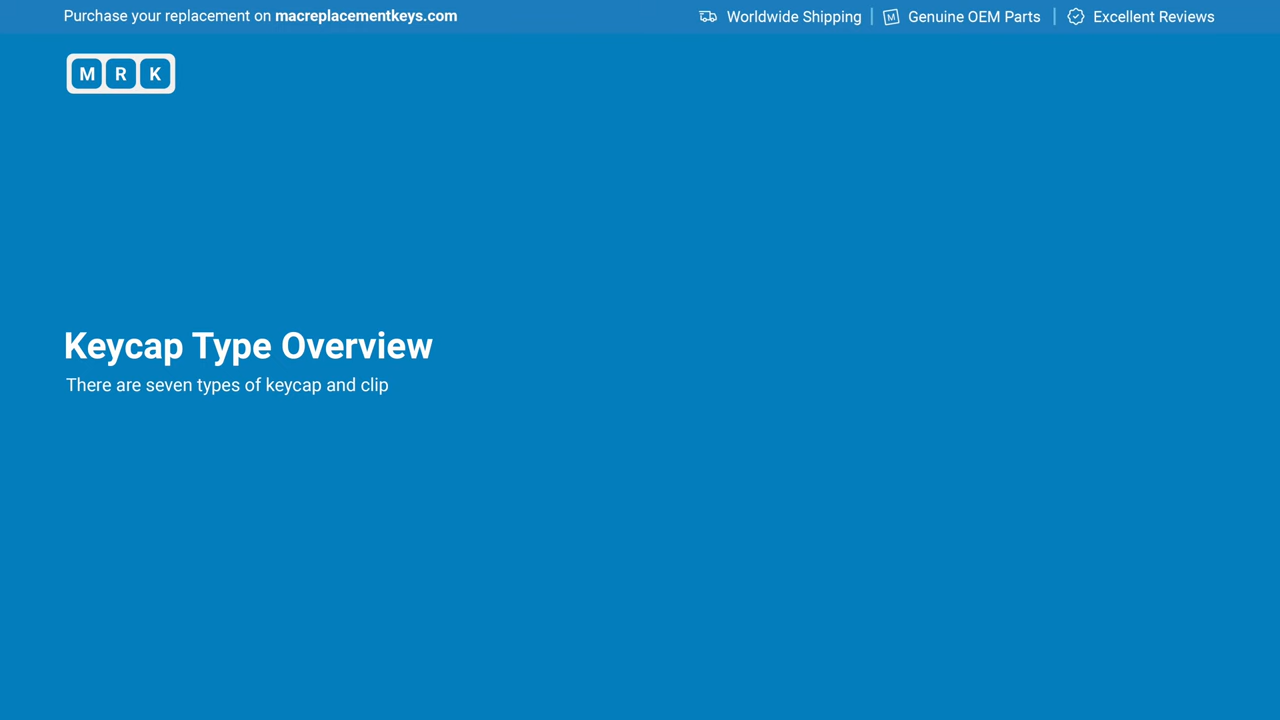 Purchase your replacement on macreplacementkeys.com
Worldwide Shipping | M Genuine OEM Parts | Excellent Reviews
M R K
Keycap Type Overview
There are seven types of keycap and clip